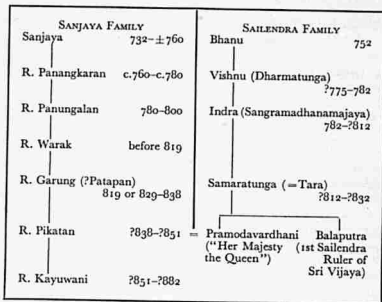 SANJAYA FAMILY
Sanjaya 732–±760
R. Panangkaran c.760–c.780
R. Panungalan 780–800
R. Warak before 819
R. Garung (?Patapan)
819 or 829–838
R. Pikatan ?838–?851 =
R. Kayuwani ?851–?882
SAILENDRA FAMILY
Bhanu 752
Vishnu (Dharmatunga)
?775–782
Indra (Sangramadhanamajaya)
782–?812
Samaratunga (=Tara)
?812–?832
Pramodavardhani Balaputra
("Her Majesty (1st Sailendra
the Queen") Ruler of
Sri Vijaya)